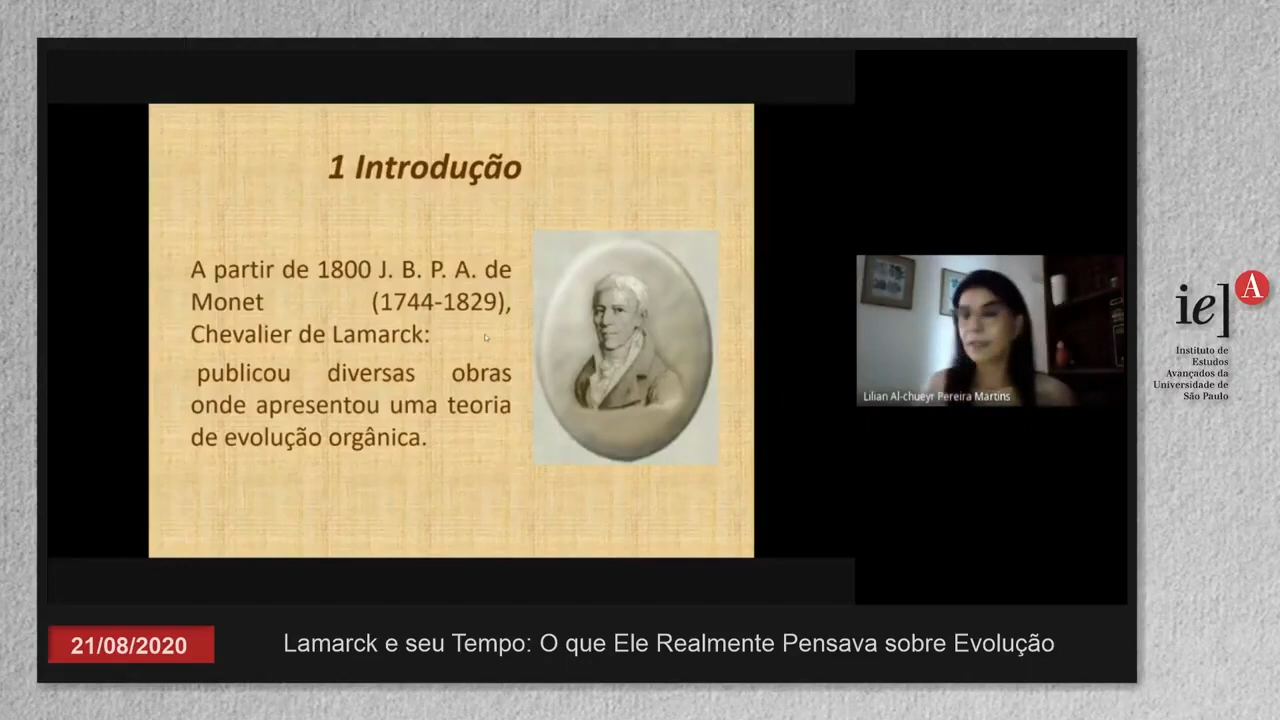 1 Introdução
A partir de 1800 J. B. P. A. de
Monet (1744-1829),
Chevalier de Lamarck:
publicou diversas obras
onde apresentou uma teoria
de evolução orgânica.
Lilian Al-chueyr Pereira Martins
ie] A
Instituto de
Estudos
Avançados da
Universidade de
São Paulo
21/08/2020
Lamarck e seu Tempo: O que Ele Realmente Pensava sobre Evolução